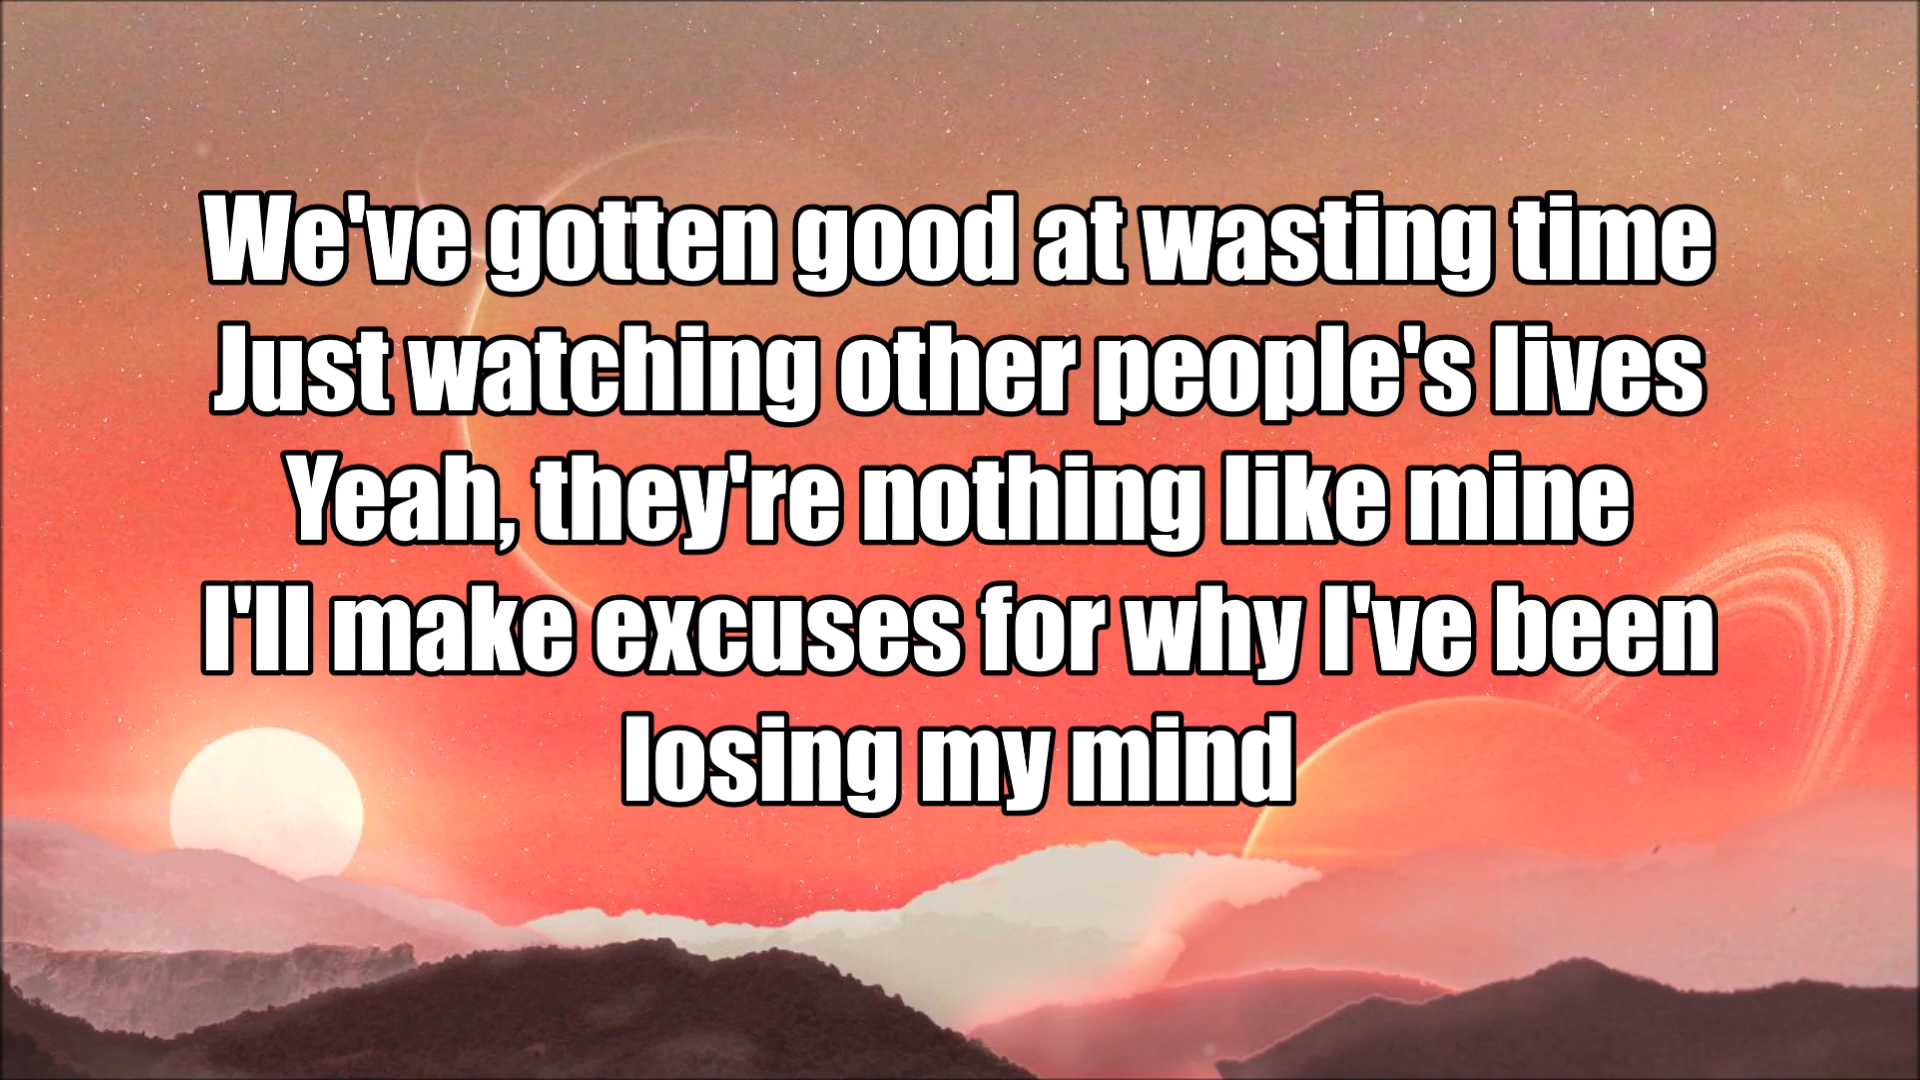 We've gotten good at wasting time
Just watching other people's lives
Yeah, they're nothing like mine
I'll make excuses for why I've been
losing my mind